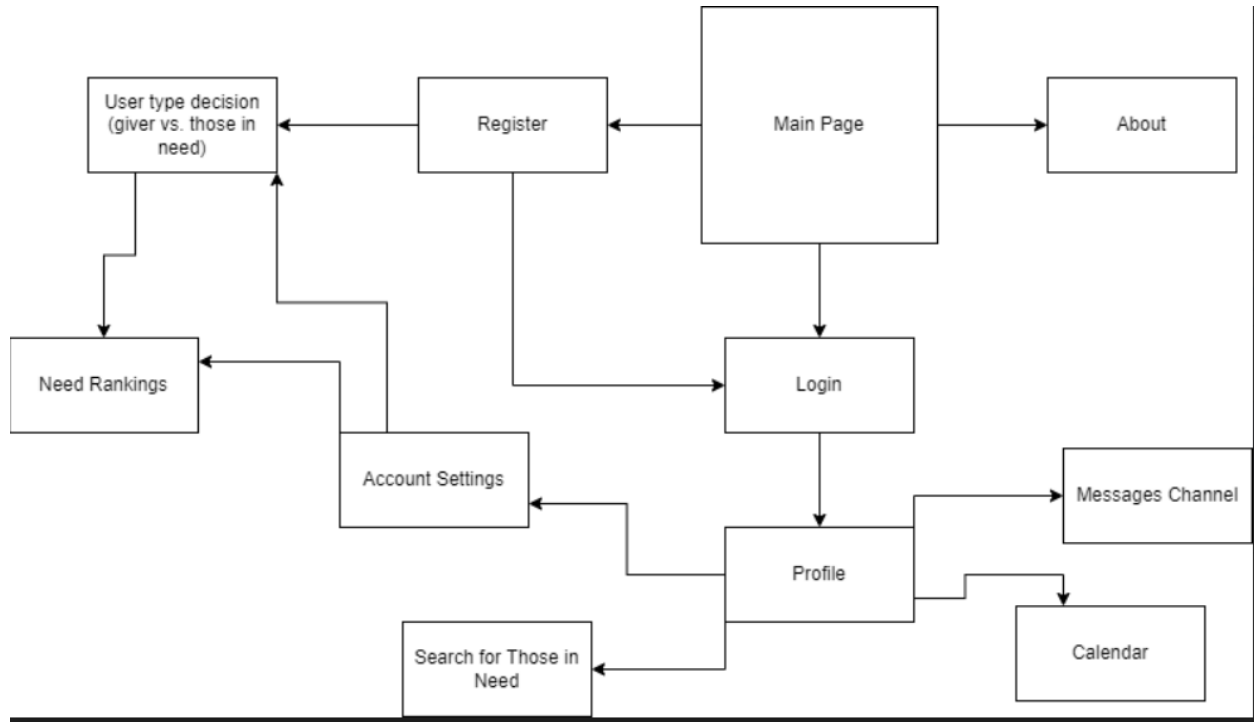 User type decision
(giver vs. those in
need)
Register
Main Page
About
Need Rankings
Login
Account Settings
Messages Channel
Profile
Search for Those in
Need
Calendar